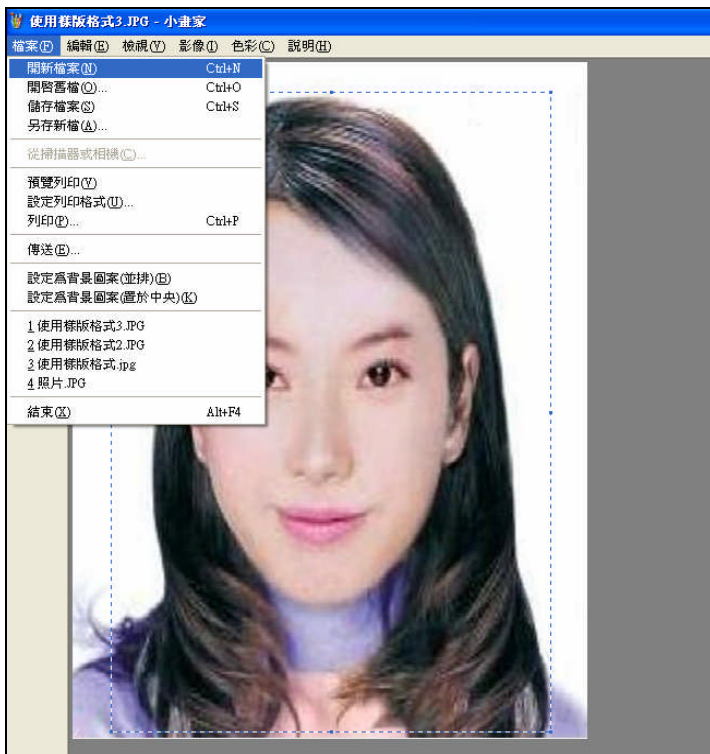 使用樣版格式3.JPG - 小畫家
檔案(F) 編輯(E) 檢視(V) 影像(I) 色彩(C) 說明(H)
開新檔案(N) Ctrl+N
開啓舊檔(O)... Ctrl+O
儲存檔案(S) Ctrl+S
另存新檔(A)...
從掃描器或相機(C)...
預覽列印(V)
設定列印格式(U)...
列印(P)... Ctrl+P
傳送(E)...
設定爲背景圖案(並排)(B)
設定爲背景圖案(置於中央)(K)
1 使用樣版格式3.JPG
2 使用樣版格式2.JPG
3 使用樣版格式.jpg
4 照片.JPG
結束(X) Alt+F4